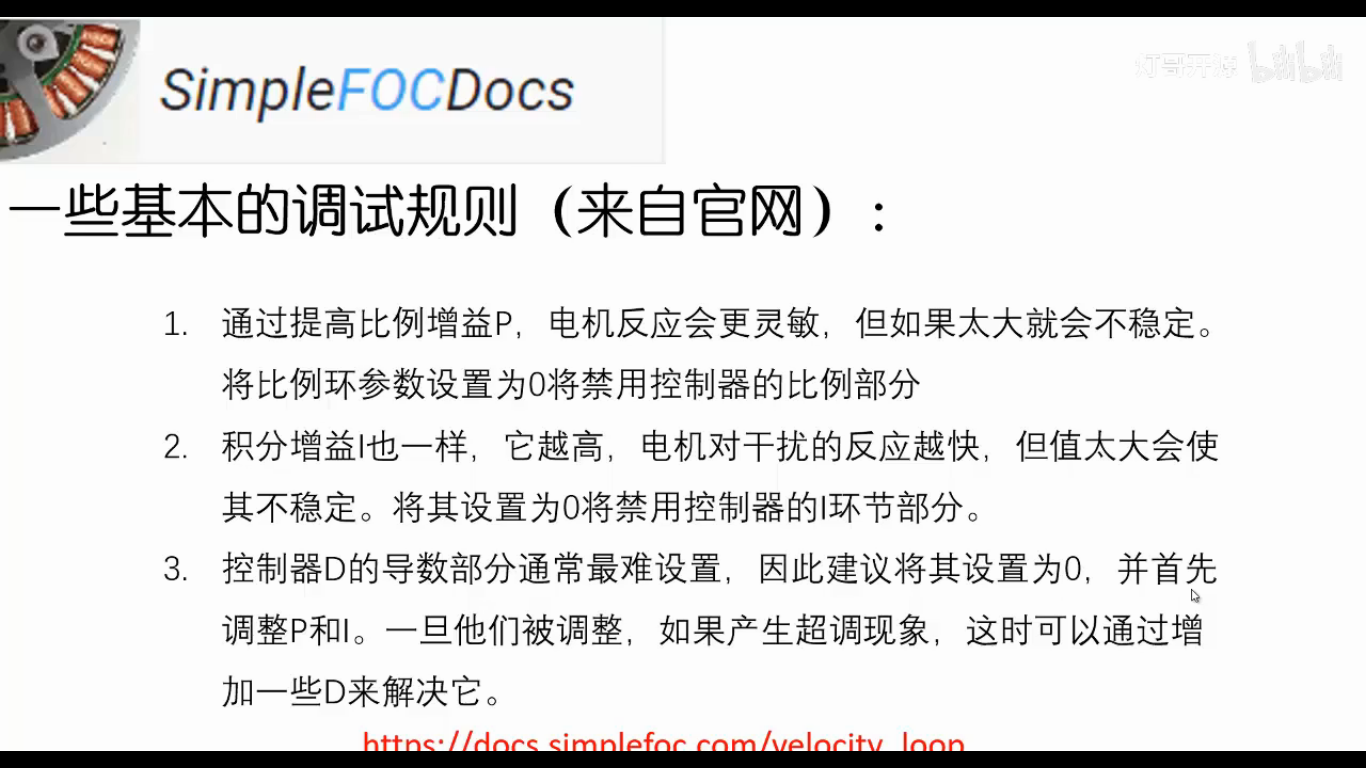 灯哥开源 bilibili
SimpleFOCDocs
一些基本的调试规则（来自官网）：
1. 通过提高比例增益P，电机反应会更灵敏，但如果太大就会不稳定。
将比例环参数设置为0将禁用控制器的比例部分
2. 积分增益I也一样，它越高，电机对干扰的反应越快，但值太大会使
其不稳定。将其设置为0将禁用控制器的I环节部分。
3. 控制器D的导数部分通常最难设置，因此建议将其设置为0，并首先
调整P和I。一旦他们被调整，如果产生超调现象，这时可以通过增
加一些D来解决它。
https://docs.simplefoc.com/velocity_loop